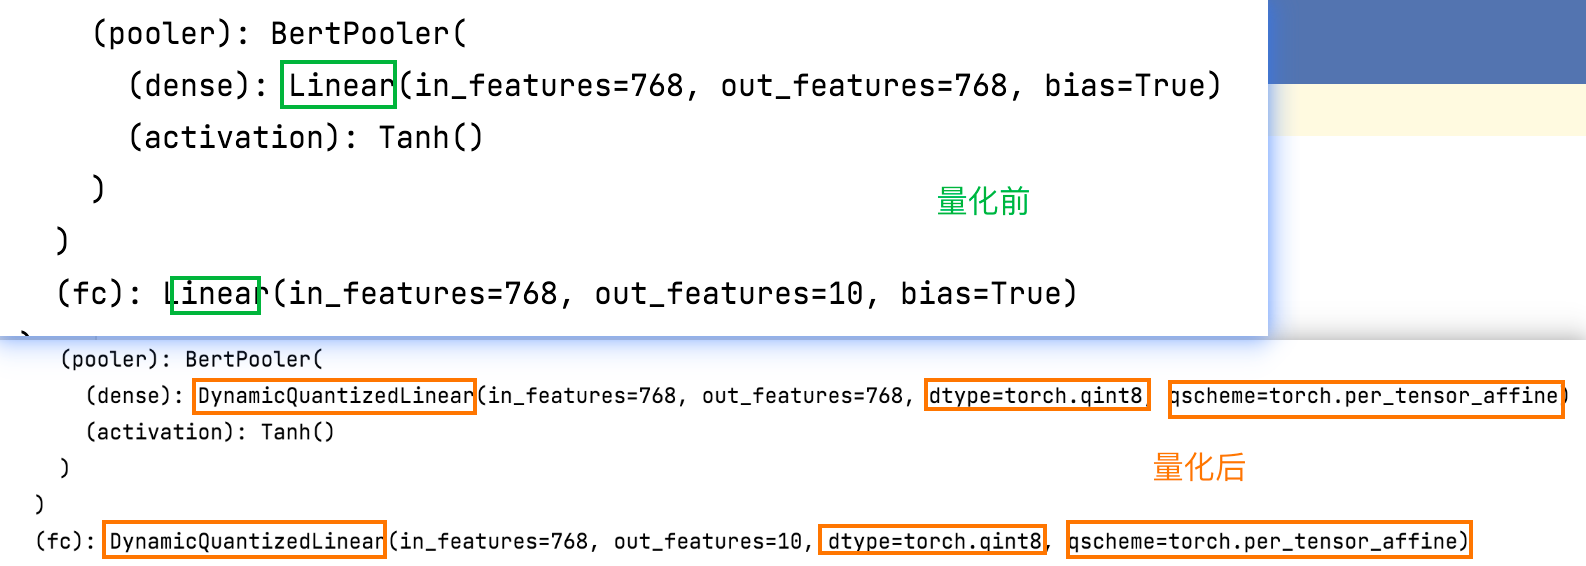 (pooler): BertPooler(
(dense): Linear(in_features=768, out_features=768, bias=True)
(activation): Tanh()
)
量化前
)
(fc): Linear(in_features=768, out_features=10, bias=True)
(pooler): BertPooler(
(dense): DynamicQuantizedLinear(in_features=768, out_features=768, dtype=torch.qint8, qscheme=torch.per_tensor_affine)
(activation): Tanh()
)
量化后
)
(fc): DynamicQuantizedLinear(in_features=768, out_features=10, dtype=torch.qint8, qscheme=torch.per_tensor_affine)